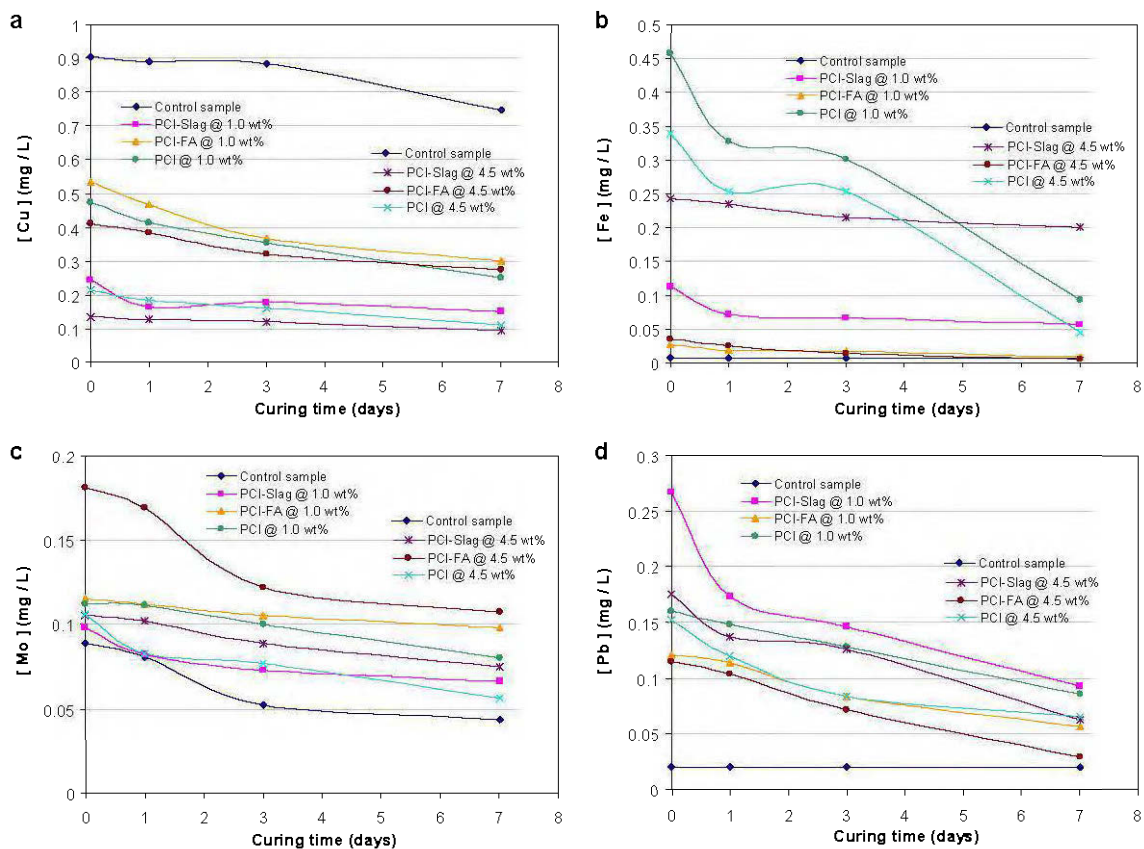 a
[ Cu ] (mg / L)
1
0.9
0.8
0.7
0.6
0.5
0.4
0.3
0.2
0.1
0
Control sample
PCI-Slag @ 1.0 wt%
PCI-FA @ 1.0 wt%
PCI @ 1.0 wt%
Control sample
PCI-Slag @ 4.5 wt%
PCI-FA @ 4.5 wt%
PCI @ 4.5 wt%
0 1 2 3 4 5 6 7 8
Curing time (days)
b
[ Fe ] (mg / L)
0.5
0.45
0.4
0.35
0.3
0.25
0.2
0.15
0.1
0.05
0
Control sample
PCI-Slag @ 1.0 wt%
PCI-FA @ 1.0 wt%
PCI @ 1.0 wt%
Control sample
PCI-Slag @ 4.5 wt%
PCI-FA @ 4.5 wt%
PCI @ 4.5 wt%
0 1 2 3 4 5 6 7 8
Curing time (days)
c
[ Mo ] (mg / L)
0.2
0.15
0.1
0.05
0
Control sample
PCI-Slag @ 1.0 wt%
PCI-FA @ 1.0 wt%
PCI @ 1.0 wt%
Control sample
PCI-Slag @ 4.5 wt%
PCI-FA @ 4.5 wt%
PCI @ 4.5 wt%
0 1 2 3 4 5 6 7 8
Curing time (days)
d
[ Pb ] (mg / L)
0.3
0.25
0.2
0.15
0.1
0.05
0
Control sample
PCI-Slag @ 1.0 wt%
PCI-FA @ 1.0 wt%
PCI @ 1.0 wt%
Control sample
PCI-Slag @ 4.5 wt%
PCI-FA @ 4.5 wt%
PCI @ 4.5 wt%
0 1 2 3 4 5 6 7 8
Curing time (days)